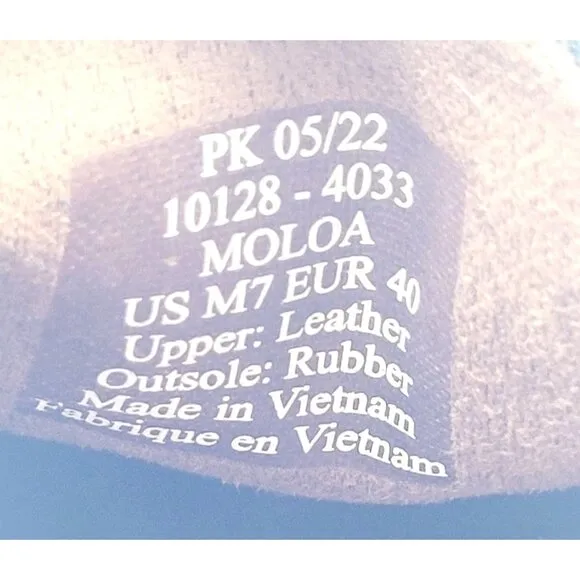 PK 05/22
10128 - 4033
MOLOA
US M7 EUR 40
Upper: Leather
Outsole: Rubber
Made in Vietnam
Fabrique en Vietnam